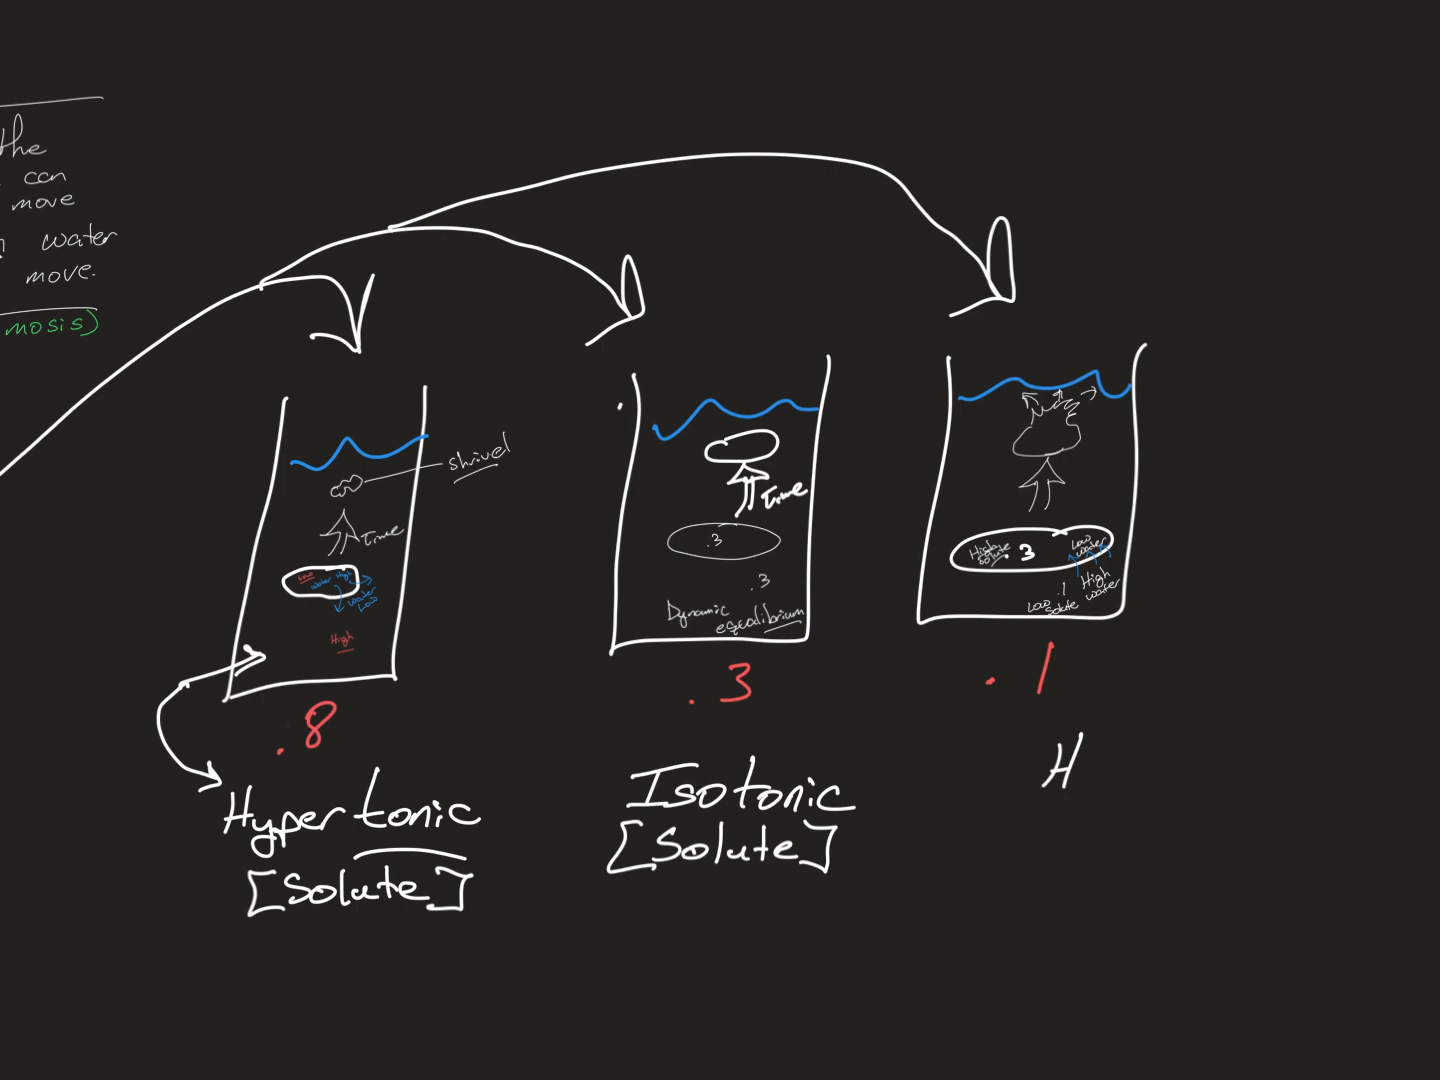 the
can
move
water
move.
mosis)
shrivel
Time
Low
water High
water
Low
High
.8
Hypertonic
[Solute]
Time
.3
.3
Dynamic
equalibrium
.3
Isotonic
[Solute]
High
solute
.3
Low
water
High
water
.1
Low
solute
.1
H